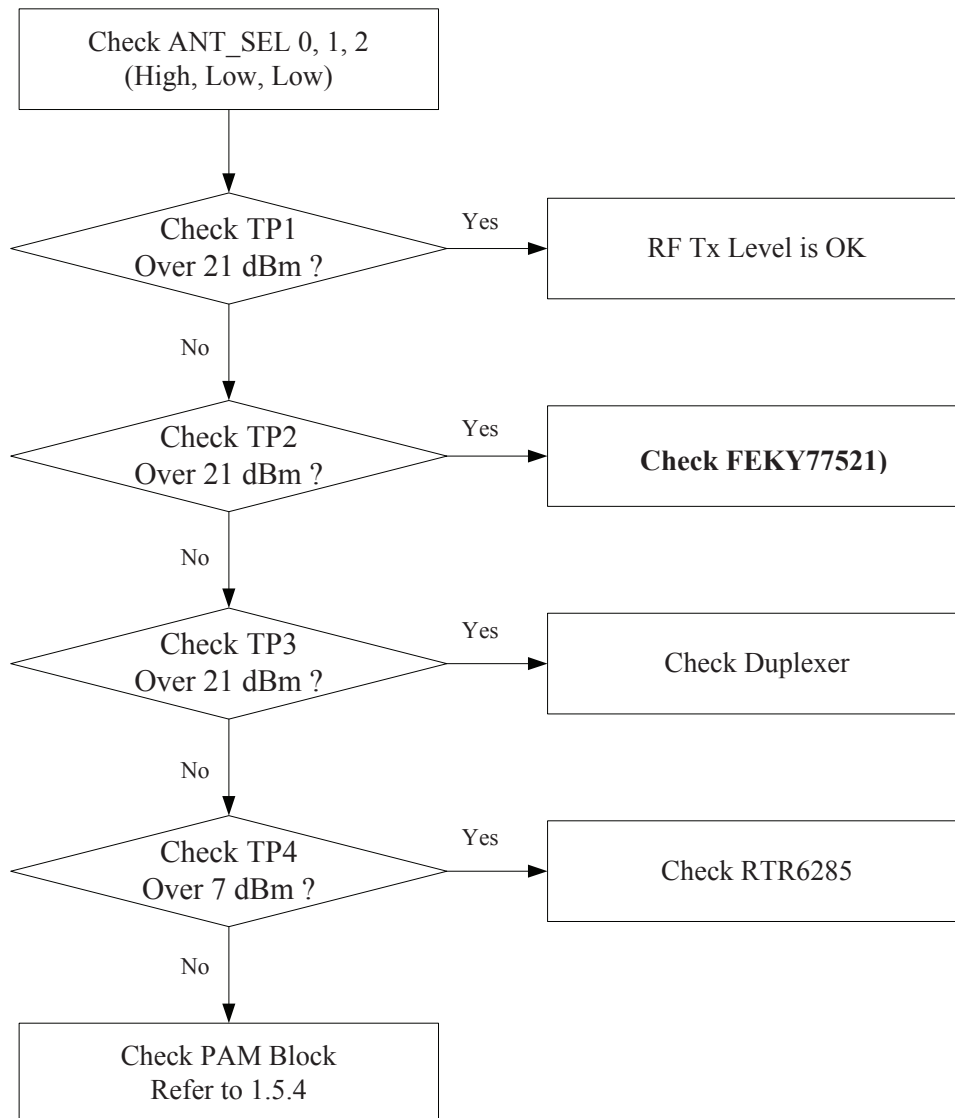 Check ANT_SEL 0, 1, 2
(High, Low, Low)
Check TP1
Over 21 dBm ?
Yes
RF Tx Level is OK
No
Check TP2
Over 21 dBm ?
Yes
Check FEKY77521)
No
Check TP3
Over 21 dBm ?
Yes
Check Duplexer
No
Check TP4
Over 7 dBm ?
Yes
Check RTR6285
No
Check PAM Block
Refer to 1.5.4